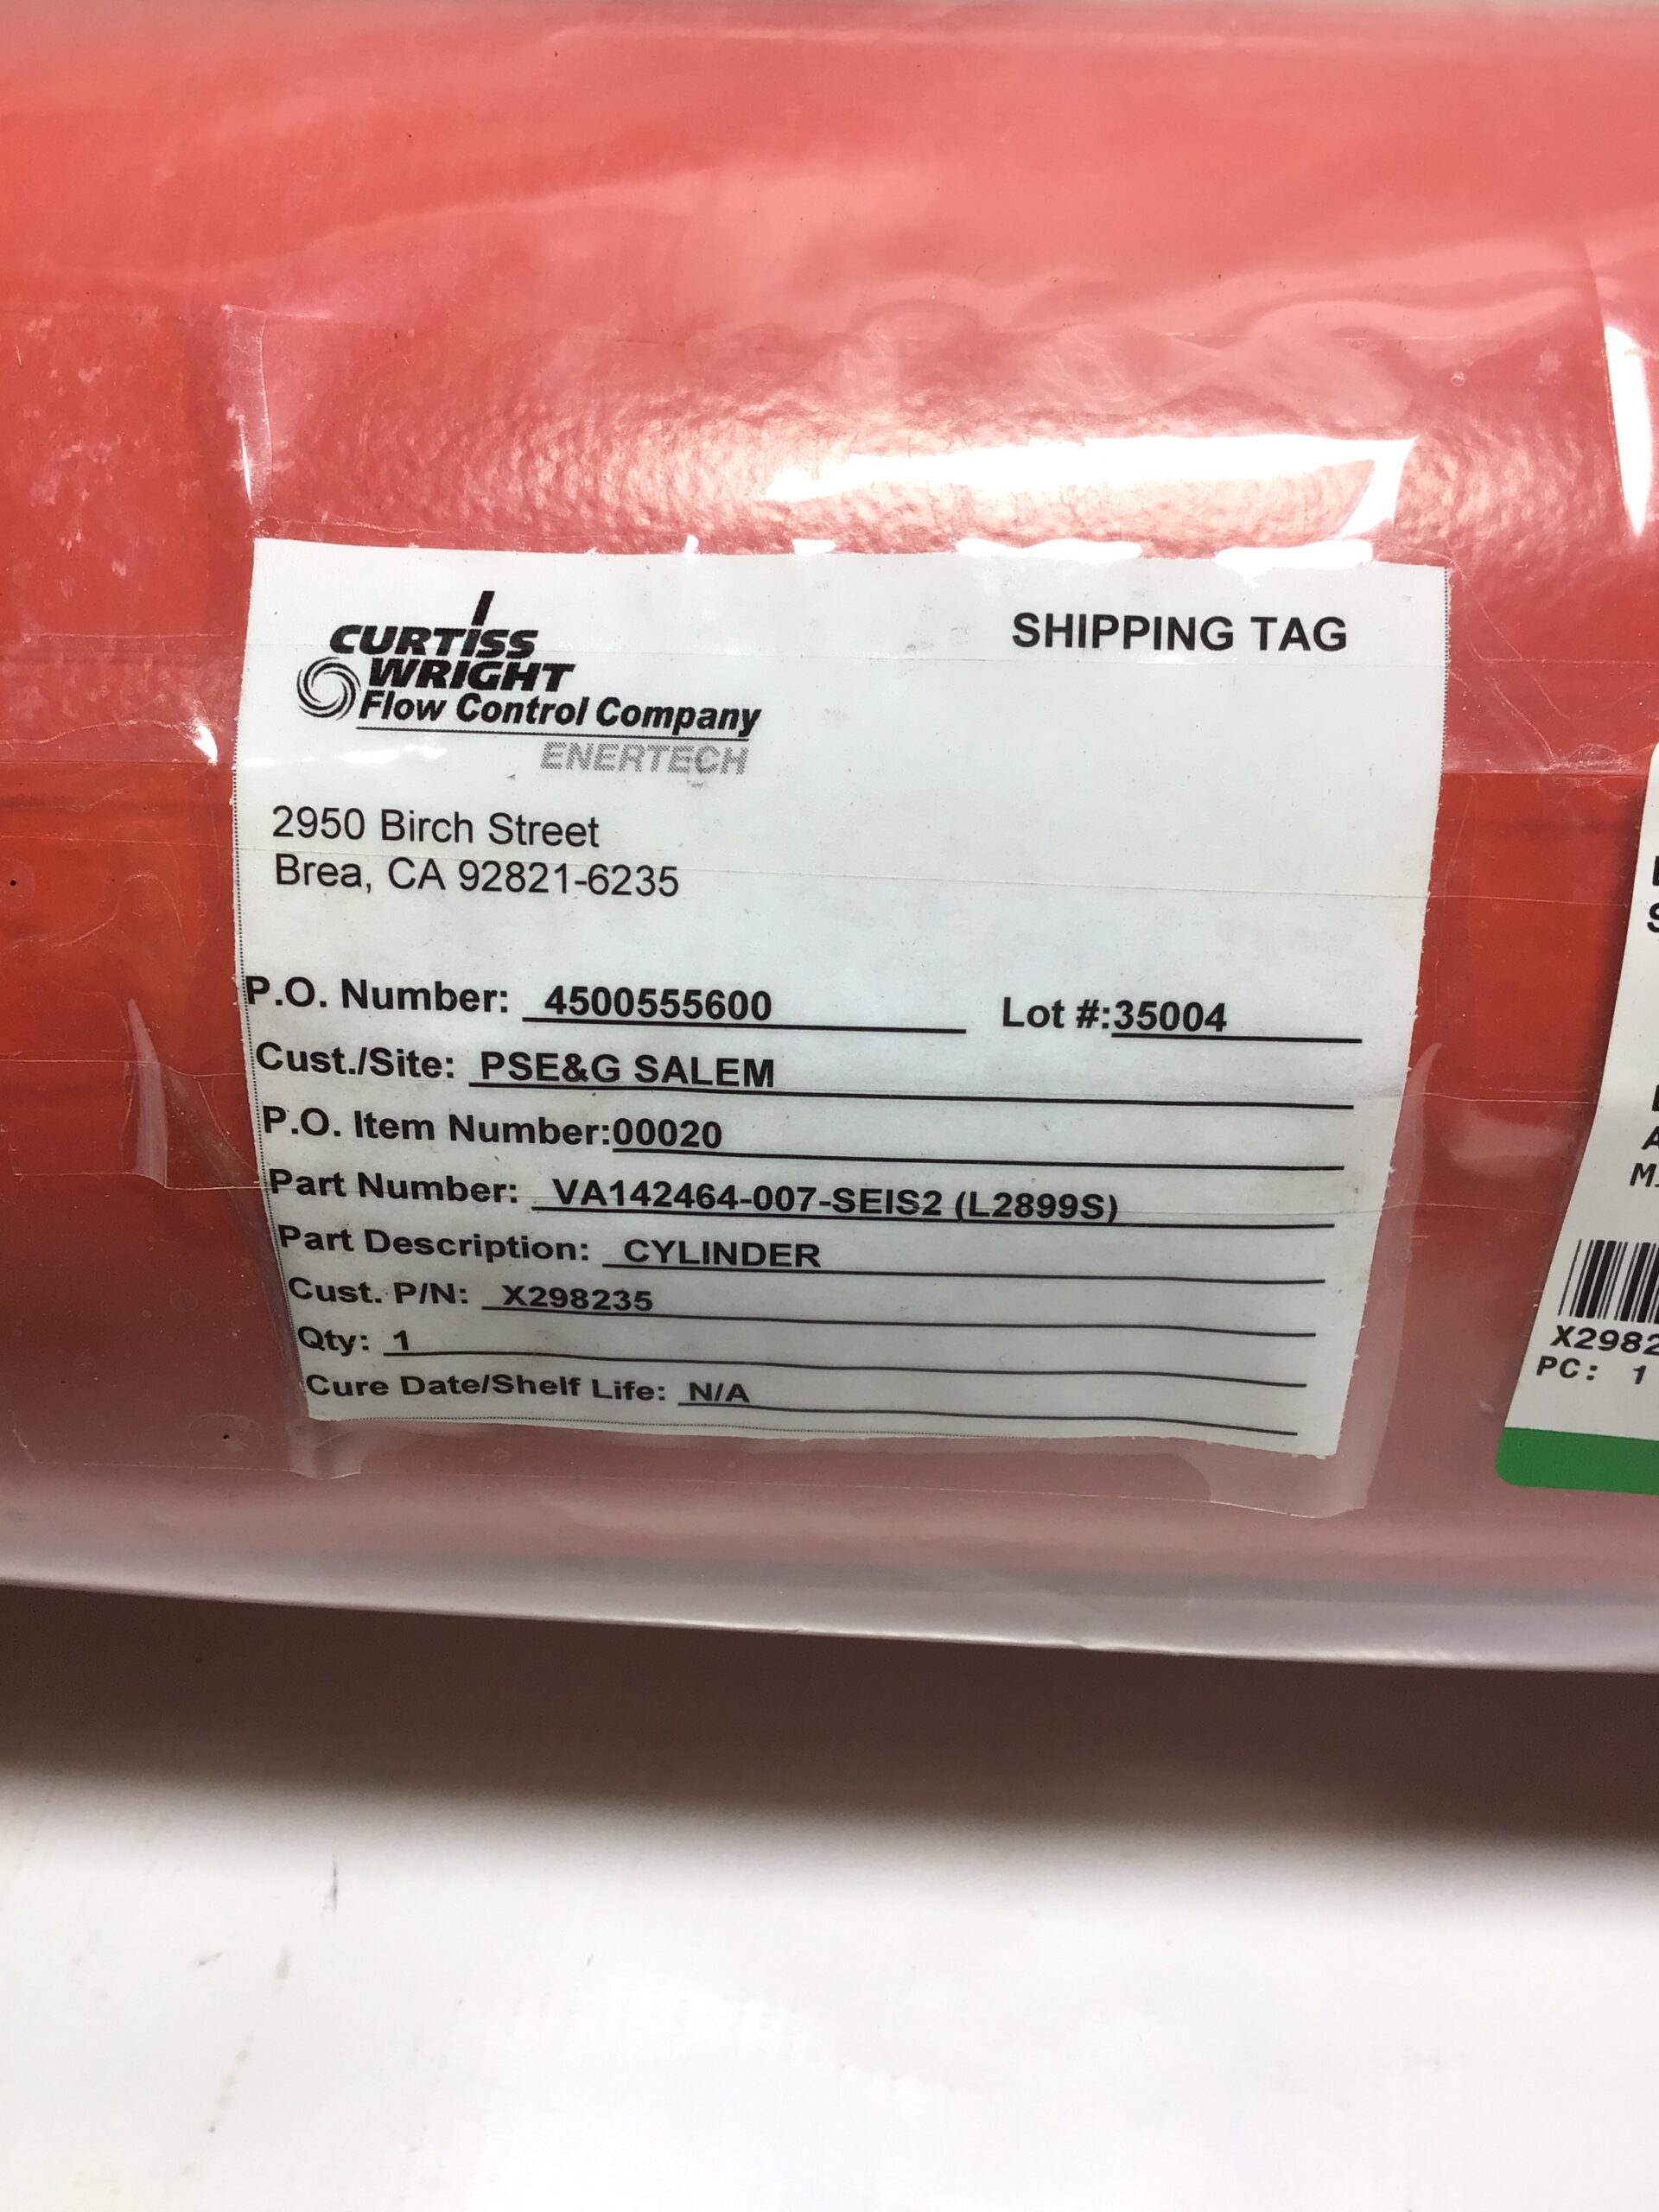 CURTISS
WRIGHT
Flow Control Company
ENERTECH
SHIPPING TAG
2950 Birch Street
Brea, CA 92821-6235
P.O. Number: 4500555600 Lot #:35004
Cust./Site: PSE&G SALEM
P.O. Item Number:00020
Part Number: VA142464-007-SEIS2 (L2899S)
Part Description: CYLINDER
Cust. P/N: X298235
Qty: 1
Cure Date/Shelf Life: N/A
PC: 1